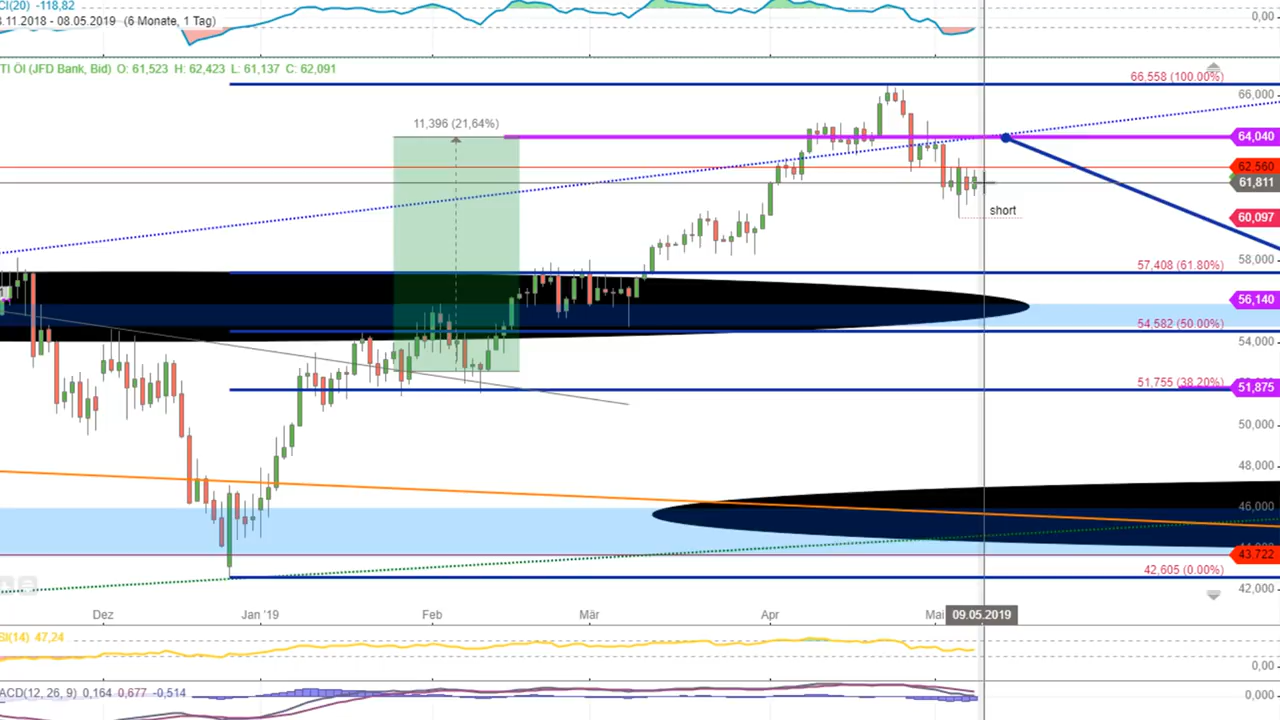 CI(20) -118,82
.11.2018 - 08.05.2019 (6 Monate, 1 Tag)
0,00
TI Öl (JFD Bank, Bid) O: 61,523 H: 62,423 L: 61,137 C: 62,091
66,558 (100.00%)
66,000
11,396 (21,64%)
64,040
62,560
61,811
short
60,097
57,408 (61.80%)
58,000
56,140
54,582 (50.00%)
54,000
51,755 (38.20%)
51,875
50,000
48,000
46,000
43,722
42,605 (0.00%)
42,000
Dez
Jan '19
Feb
Mär
Apr
Mai
09.05.2019
SI(14) 47,24
0,00
ACD(12, 26, 9) 0,164 0,677 -0,514
0,000